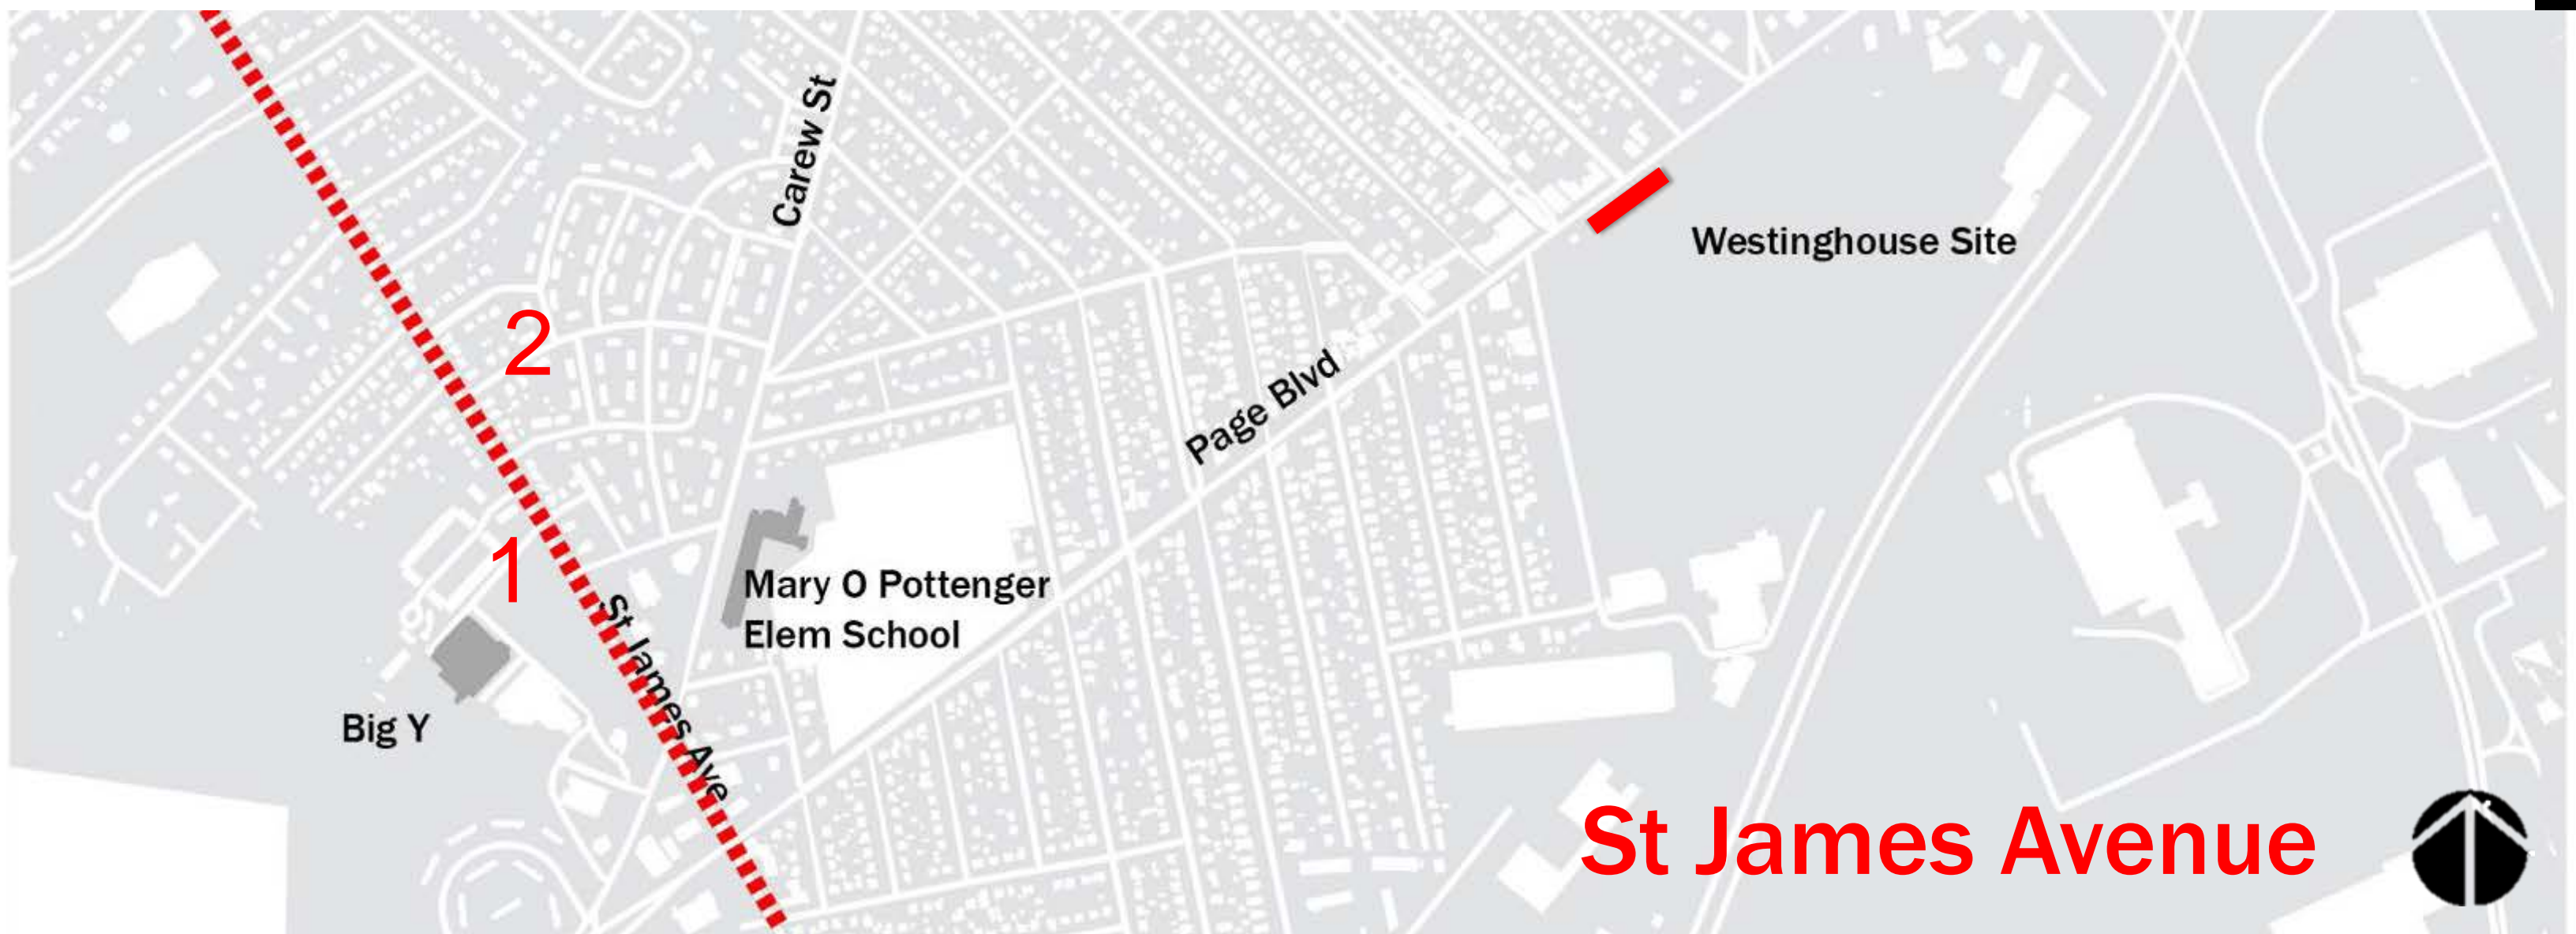 Carew St
Westinghouse Site
2
Page Blvd
1
Mary O Pottenger
Elem School
St James Ave
Big Y
St James Avenue